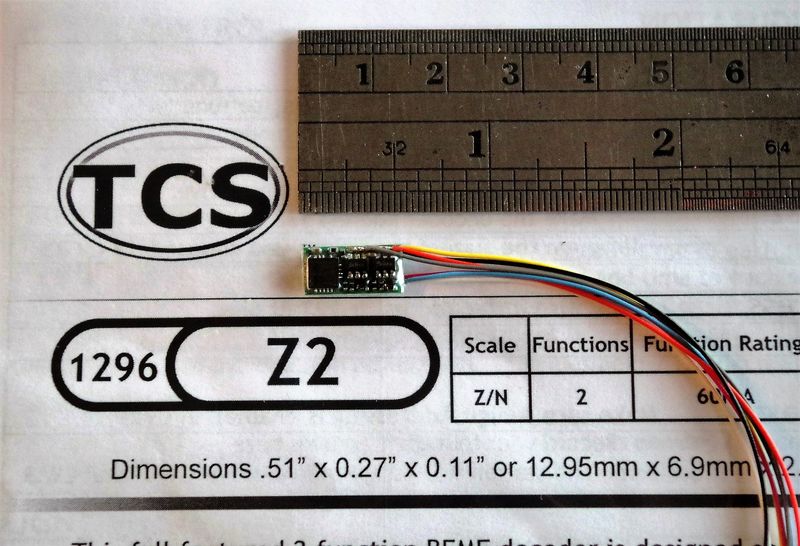 1 2 3 4 5 6
32 1 2 64
TCS
1296 Z2
Scale Functions Rating
Z/N 2
Dimensions .51” x 0.27” x 0.11” or 12.95mm x 6.9mm